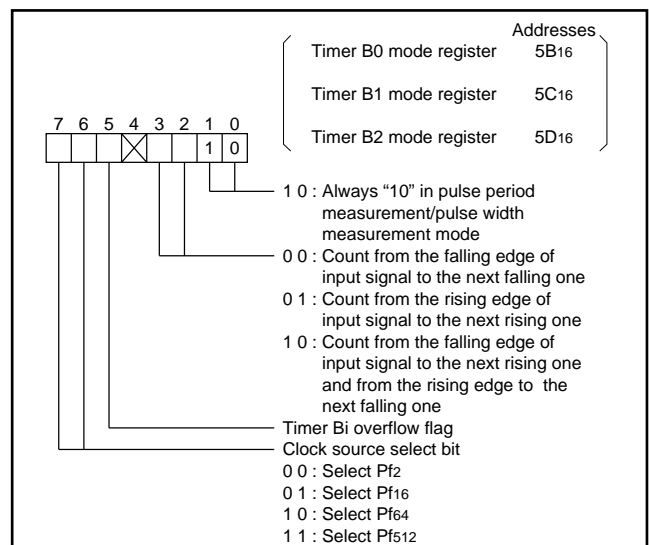 Addresses
Timer B0 mode register 5B16
Timer B1 mode register 5C16
Timer B2 mode register 5D16
7 6 5 4 3 2 1 0
1 0
1 0 : Always “10” in pulse period
measurement/pulse width
measurement mode
0 0 : Count from the falling edge of
input signal to the next falling one
0 1 : Count from the rising edge of
input signal to the next rising one
1 0 : Count from the falling edge of
input signal to the next rising one
and from the rising edge to the
next falling one
Timer Bi overflow flag
Clock source select bit
0 0 : Select Pf2
0 1 : Select Pf16
1 0 : Select Pf64
1 1 : Select Pf512